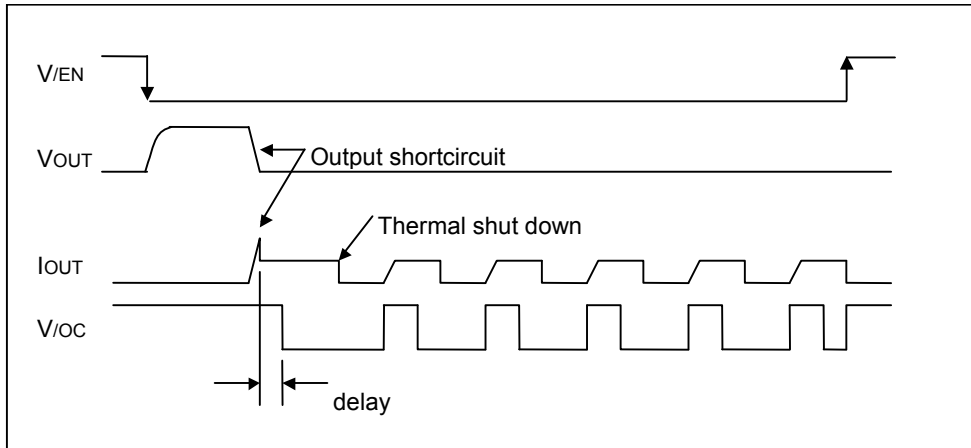 V/EN
VOUT
Output shortcircuit
Thermal shut down
IOUT
V/OC
delay